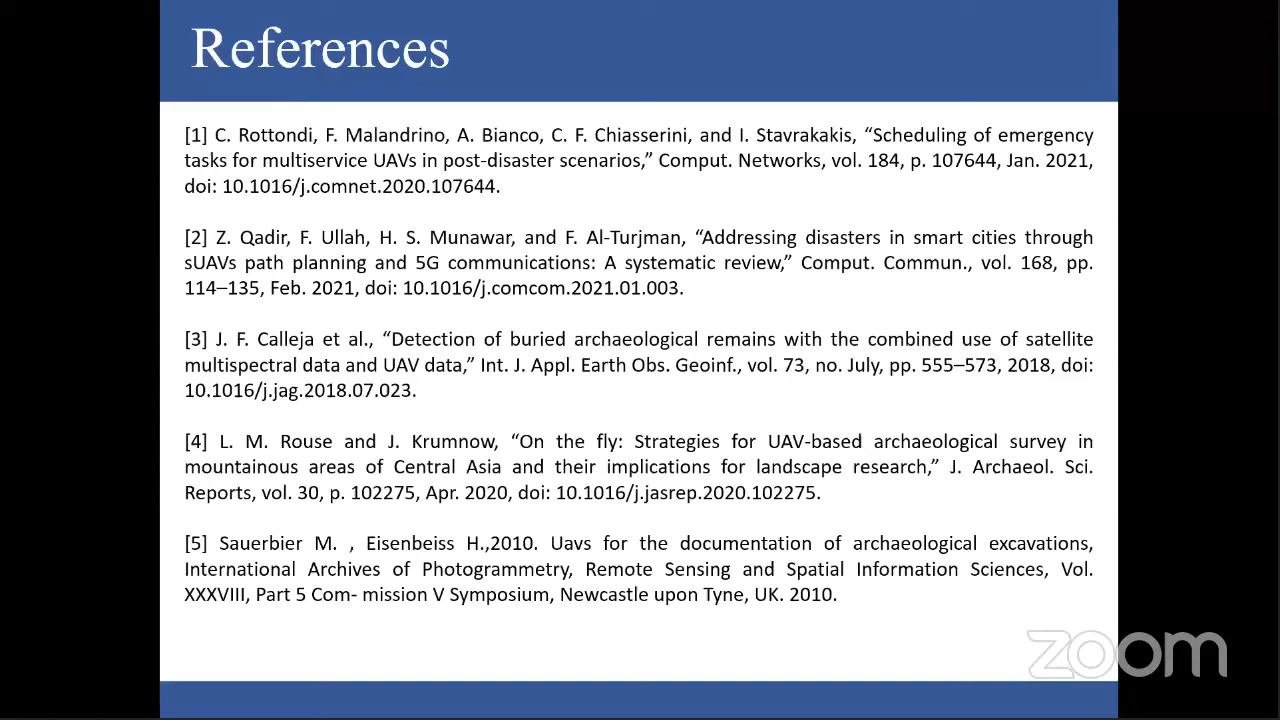 References
[1] C. Rottondi, F. Malandrino, A. Bianco, C. F. Chiasserini, and I. Stavrakakis, “Scheduling of emergency
tasks for multiservice UAVs in post-disaster scenarios,” Comput. Networks, vol. 184, p. 107644, Jan. 2021,
doi: 10.1016/j.comnet.2020.107644.
[2] Z. Qadir, F. Ullah, H. S. Munawar, and F. Al-Turjman, “Addressing disasters in smart cities through
sUAVs path planning and 5G communications: A systematic review,” Comput. Commun., vol. 168, pp.
114–135, Feb. 2021, doi: 10.1016/j.comcom.2021.01.003.
[3] J. F. Calleja et al., “Detection of buried archaeological remains with the combined use of satellite
multispectral data and UAV data,” Int. J. Appl. Earth Obs. Geoinf., vol. 73, no. July, pp. 555–573, 2018, doi:
10.1016/j.jag.2018.07.023.
[4] L. M. Rouse and J. Krumnow, “On the fly: Strategies for UAV-based archaeological survey in
mountainous areas of Central Asia and their implications for landscape research,” J. Archaeol. Sci.
Reports, vol. 30, p. 102275, Apr. 2020, doi: 10.1016/j.jasrep.2020.102275.
[5] Sauerbier M. , Eisenbeiss H.,2010. Uavs for the documentation of archaeological excavations,
International Archives of Photogrammetry, Remote Sensing and Spatial Information Sciences, Vol.
XXXVIII, Part 5 Com- mission V Symposium, Newcastle upon Tyne, UK. 2010.
zoom